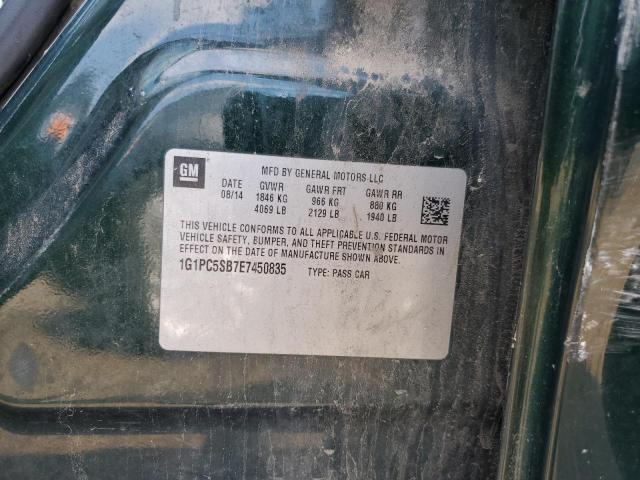 GM
MFD BY GENERAL MOTORS LLC
DATE GVWR GAWR FRT GAWR RR
08/14 1846 KG 966 KG 880 KG
4069 LB 2129 LB 1940 LB
THIS VEHICLE CONFORMS TO ALL APPLICABLE U.S. FEDERAL MOTOR
VEHICLE SAFETY, BUMPER, AND THEFT PREVENTION STANDARDS IN
EFFECT ON THE DATE OF MANUFACTURE SHOWN ABOVE.
1G1PC5SB7E7450835 TYPE: PASS CAR